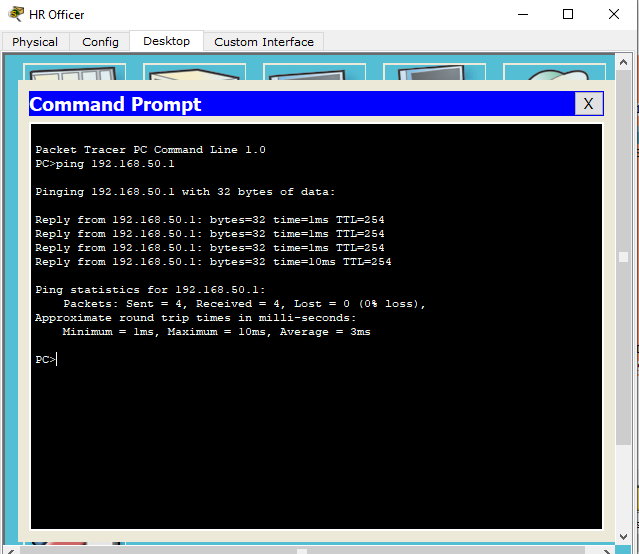 HR Officer
Physical Config Desktop Custom Interface
Command Prompt X
Packet Tracer PC Command Line 1.0
PC>ping 192.168.50.1
Pinging 192.168.50.1 with 32 bytes of data:
Reply from 192.168.50.1: bytes=32 time=1ms TTL=254
Reply from 192.168.50.1: bytes=32 time=1ms TTL=254
Reply from 192.168.50.1: bytes=32 time=1ms TTL=254
Reply from 192.168.50.1: bytes=32 time=10ms TTL=254
Ping statistics for 192.168.50.1:
Packets: Sent = 4, Received = 4, Lost = 0 (0% loss),
Approximate round trip times in milli-seconds:
Minimum = 1ms, Maximum = 10ms, Average = 3ms
PC>